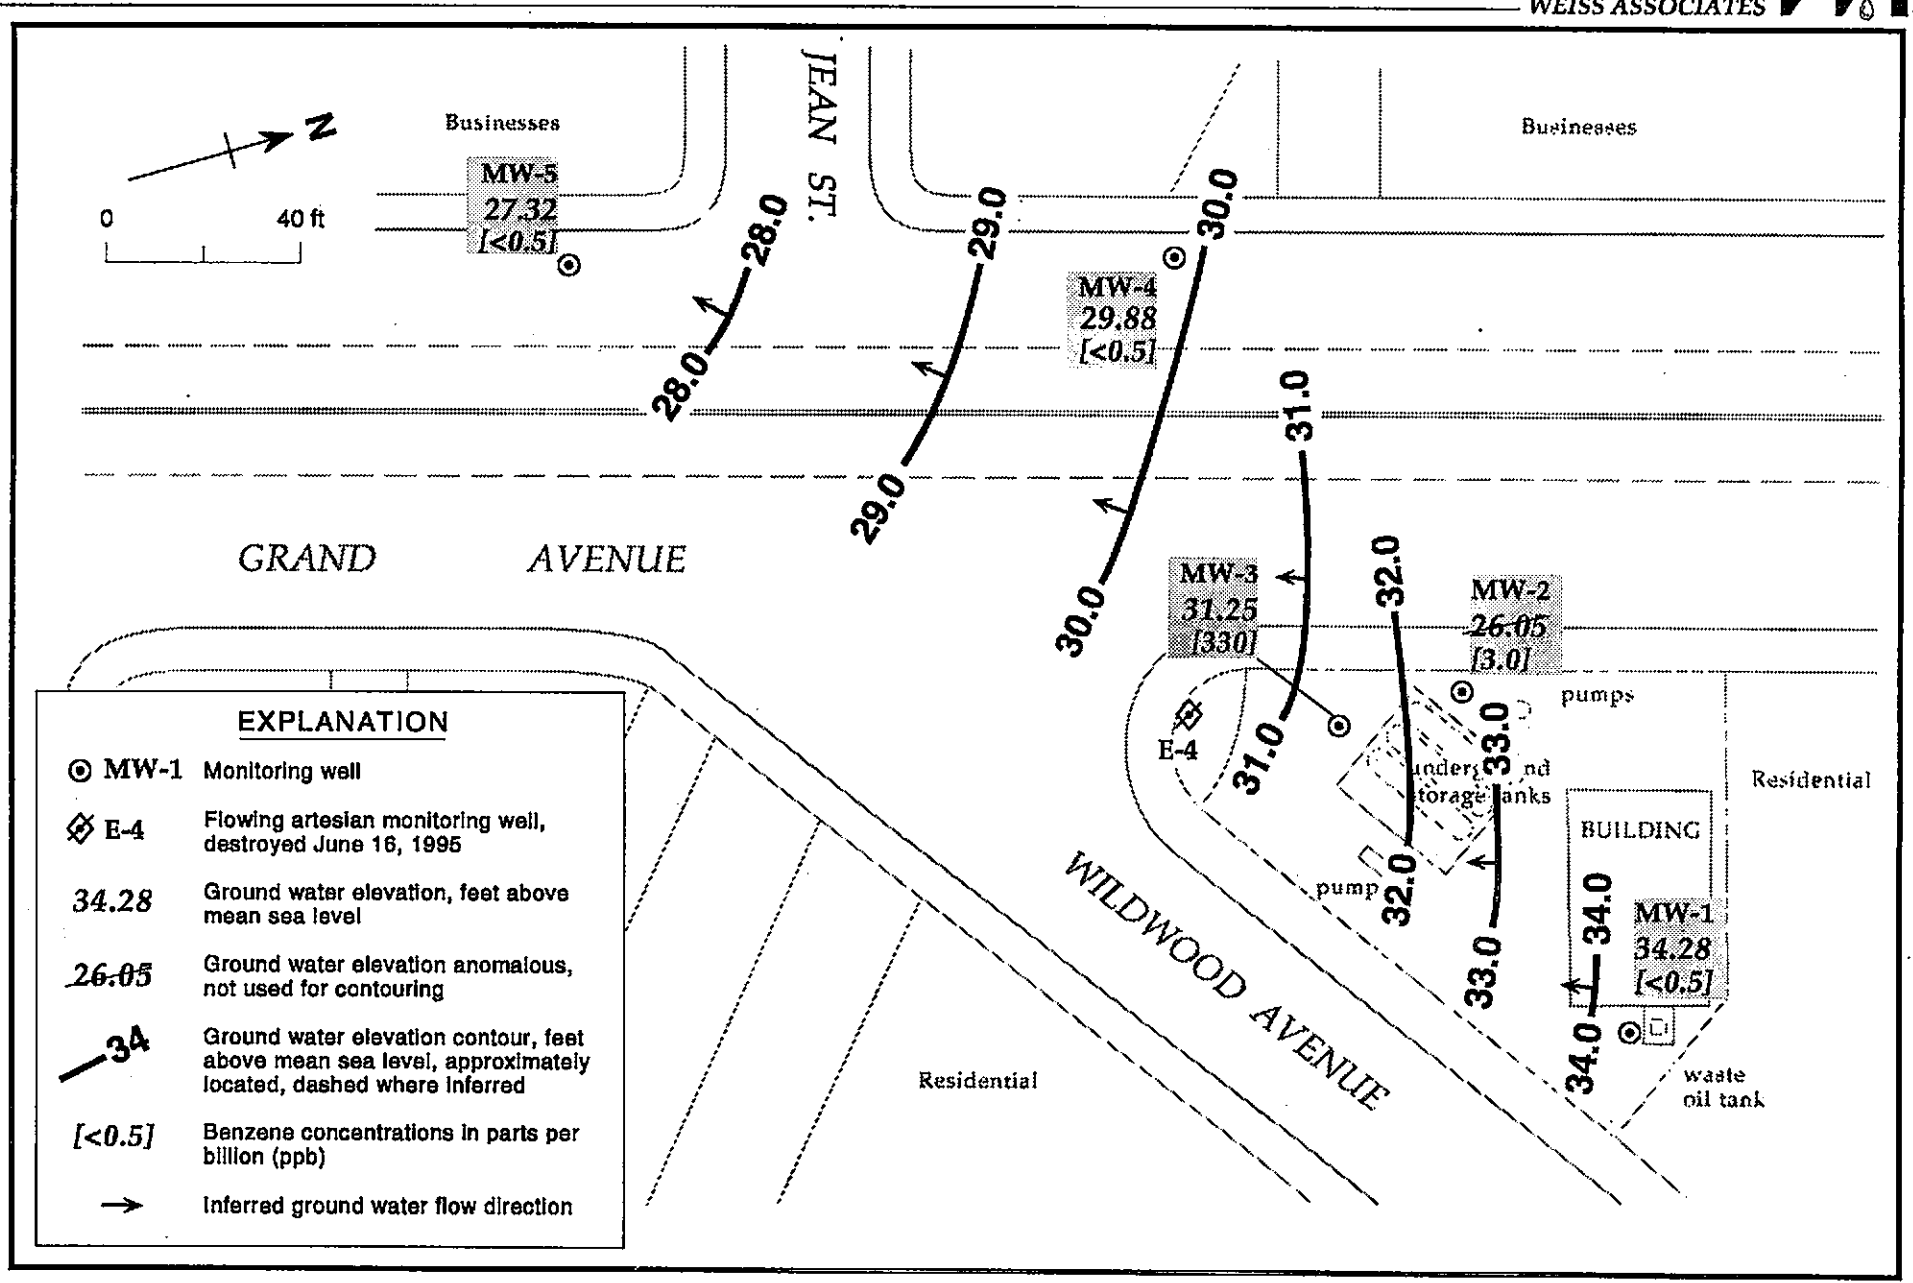 WEISS ASSOCIATES
JEAN ST.
Businesses
Businesses
N
MW-5
27.32
[<0.5]
0 40 ft
28.0
28.0
29.0
29.0
30.0
30.0
MW-4
29.88
[<0.5]
31.0
31.0
32.0
32.0
GRAND AVENUE
MW-3
31.25
[330]
MW-2
26.05
[3.0]
pumps
33.0
33.0
E-4
storage tanks
Residential
BUILDING
pump
34.0
34.0
MW-1
34.28
[<0.5]
WILDWOOD AVENUE
waste
oil tank
Residential
EXPLANATION
MW-1 Monitoring well
E-4 Flowing artesian monitoring well,
destroyed June 16, 1995
34.28 Ground water elevation, feet above
mean sea level
26.05 Ground water elevation anomalous,
not used for contouring
34 Ground water elevation contour, feet
above mean sea level, approximately
located, dashed where inferred
[<0.5] Benzene concentrations in parts per
billion (ppb)
Inferred ground water flow direction